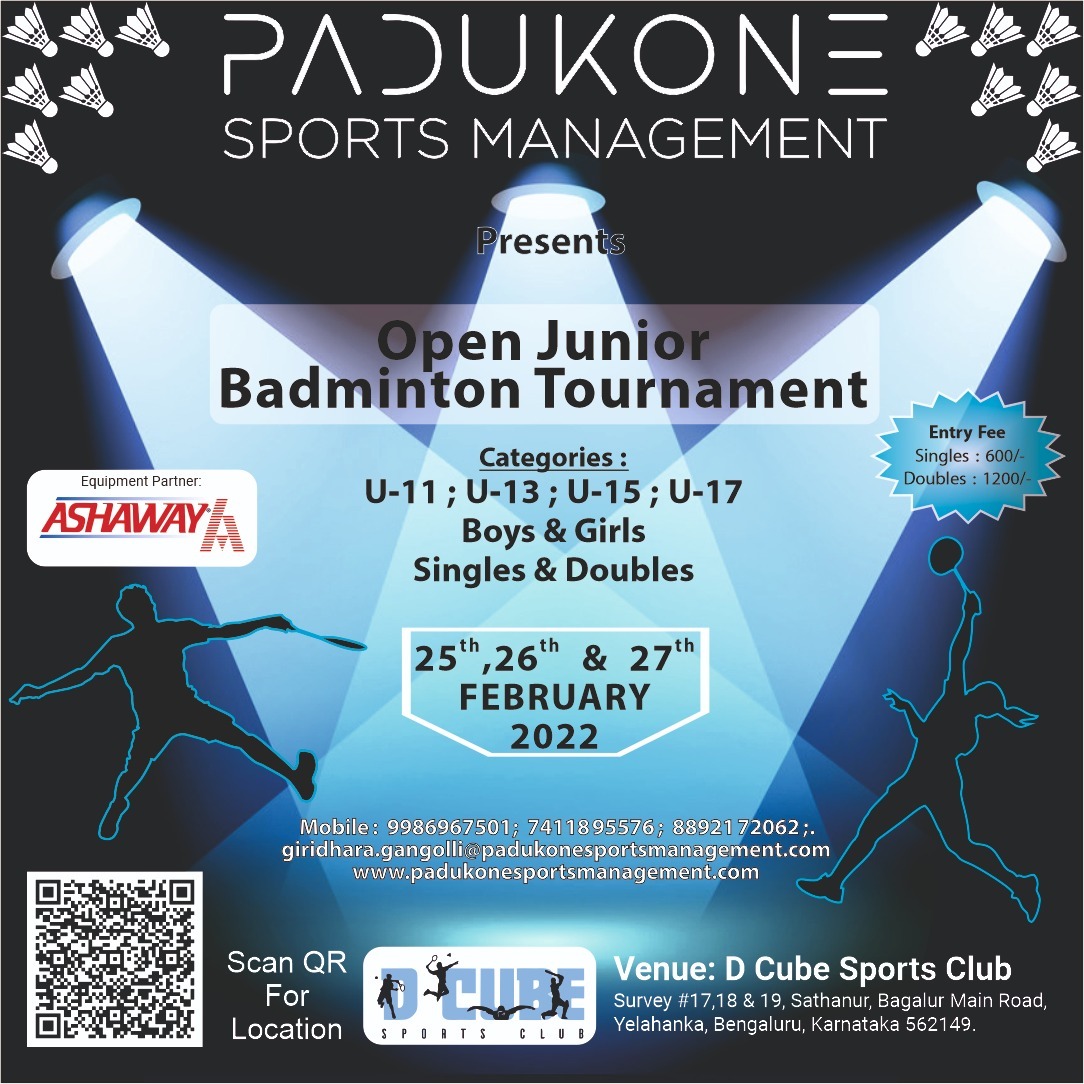 PADUKONE
SPORTS MANAGEMENT
Presents
Open Junior
Badminton Tournament
Entry Fee
Singles : 600/-
Doubles : 1200/-
Categories :
U-11 ; U-13 ; U-15 ; U-17
Boys & Girls
Singles & Doubles
Equipment Partner:
ASHAWAY®
25th,26th & 27th
FEBRUARY
2022
Mobile : 9986967501; 7411895576; 8892172062;.
giridhara.gangolli@padukonesportsmanagement.com
www.padukonesportsmanagement.com
Scan QR
For
Location
D CUBE
SPORTS CLUB
Venue: D Cube Sports Club
Survey #17,18 & 19, Sathanur, Bagalur Main Road,
Yelahanka, Bengaluru, Karnataka 562149.